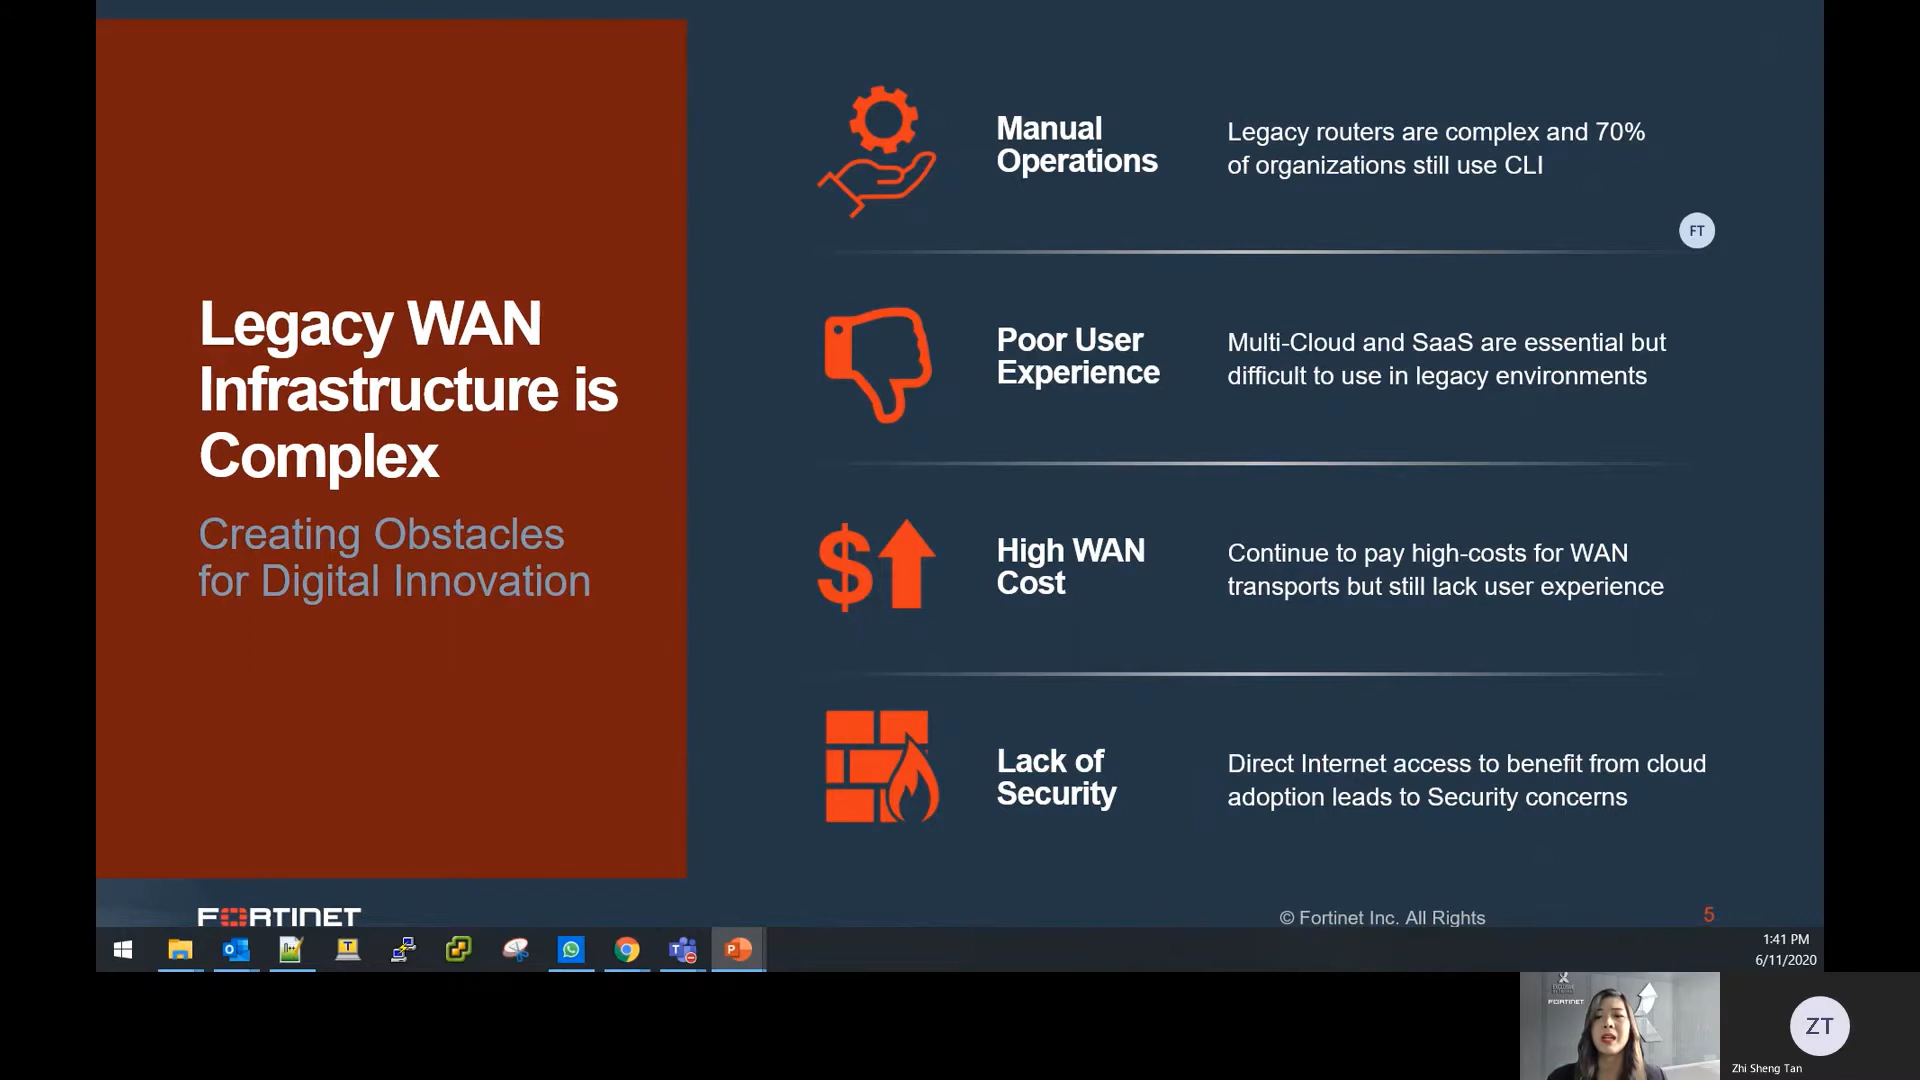 Legacy WAN
Infrastructure is
Complex
Creating Obstacles
for Digital Innovation
Manual
Operations
Legacy routers are complex and 70%
of organizations still use CLI
FT
Poor User
Experience
Multi-Cloud and SaaS are essential but
difficult to use in legacy environments
High WAN
Cost
Continue to pay high-costs for WAN
transports but still lack user experience
Lack of
Security
Direct Internet access to benefit from cloud
adoption leads to Security concerns
FORTINET
© Fortinet Inc. All Rights
5
1:41 PM
6/11/2020
FORTINET
ZT
Zhi Sheng Tan